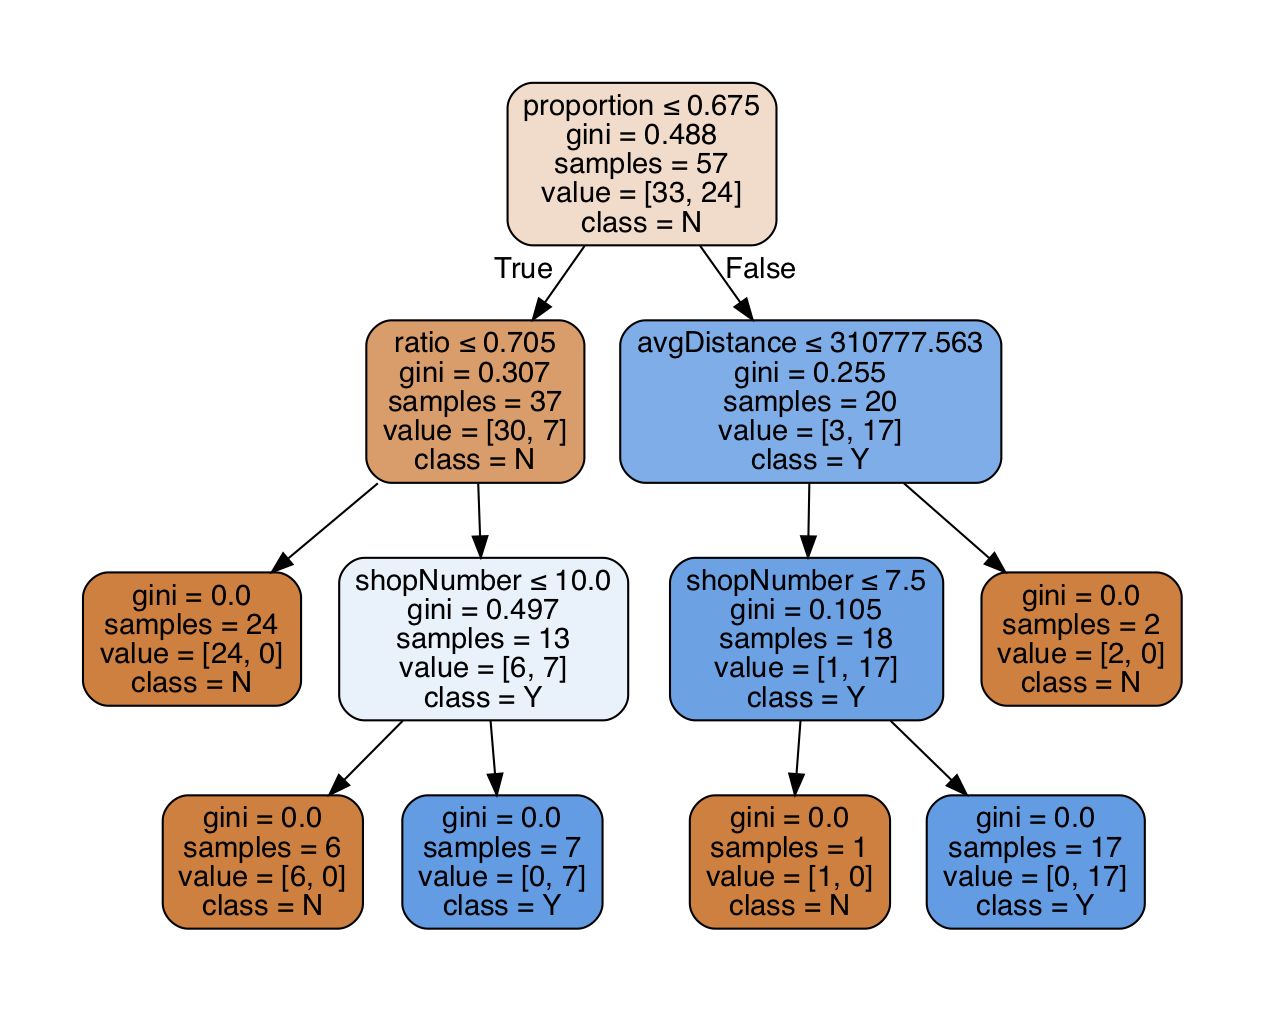 proportion ≤ 0.675
gini = 0.488
samples = 57
value = [33, 24]
class = N
True
False
ratio ≤ 0.705
gini = 0.307
samples = 37
value = [30, 7]
class = N
avgDistance ≤ 310777.563
gini = 0.255
samples = 20
value = [3, 17]
class = Y
gini = 0.0
samples = 24
value = [24, 0]
class = N
shopNumber ≤ 10.0
gini = 0.497
samples = 13
value = [6, 7]
class = Y
shopNumber ≤ 7.5
gini = 0.105
samples = 18
value = [1, 17]
class = Y
gini = 0.0
samples = 2
value = [2, 0]
class = N
gini = 0.0
samples = 6
value = [6, 0]
class = N
gini = 0.0
samples = 7
value = [0, 7]
class = Y
gini = 0.0
samples = 1
value = [1, 0]
class = N
gini = 0.0
samples = 17
value = [0, 17]
class = Y